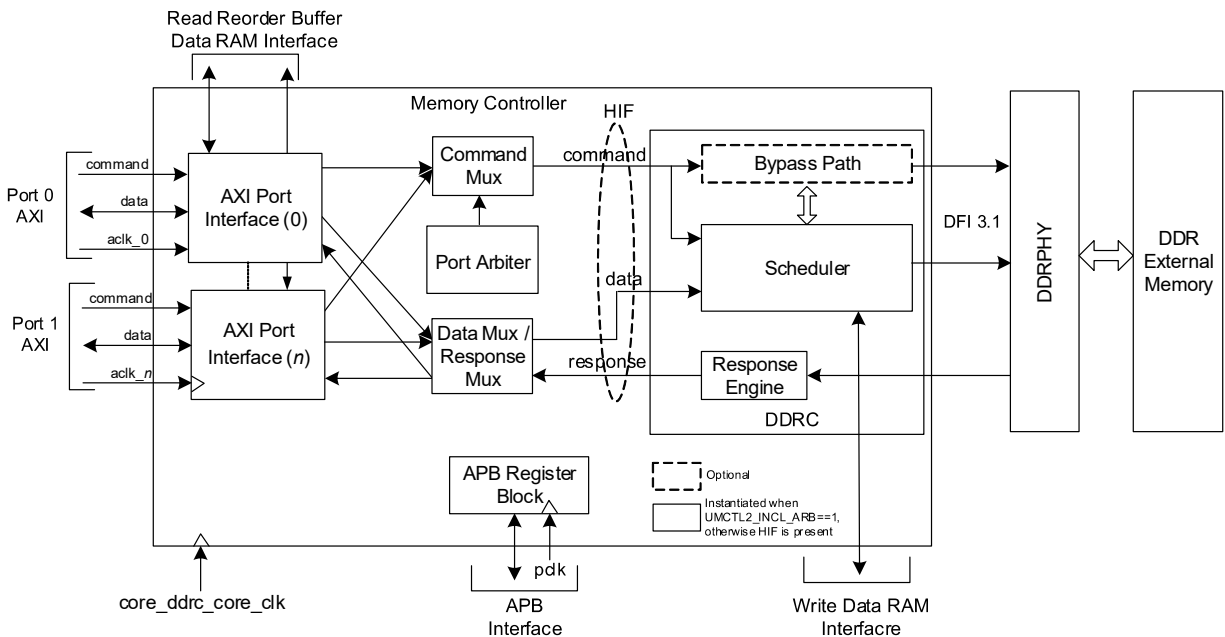 Read Reorder Buffer
Data RAM Interface
Memory Controller
HIF
Port 0
AXI
command
data
aclk_0
AXI Port
Interface (0)
Command
Mux
command
Bypass Path
Port Arbiter
Scheduler
data
DFI 3.1
DDRPHY
DDR
External
Memory
Port 1
AXI
command
data
aclk_n
AXI Port
Interface (n)
Data Mux /
Response
Mux
response
Response
Engine
DDRC
APB Register
Block
Optional
Instantiated when
UMCTL2_INCL_ARB==1,
otherwise HIF is present
core_ddrc_core_clk
pclk
APB
Interface
Write Data RAM
Interfacre